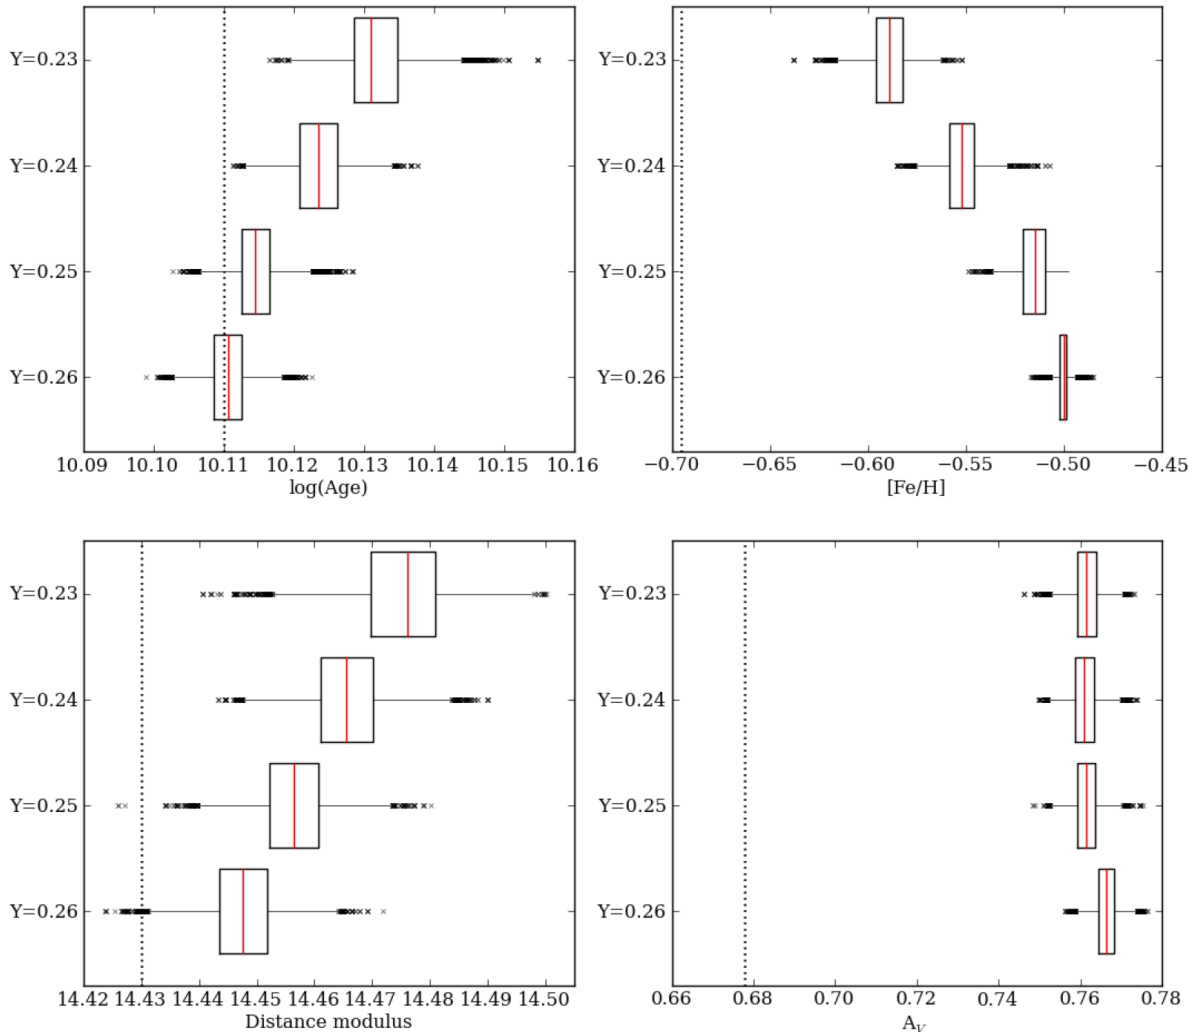 Y=0.23
Y=0.24
Y=0.25
Y=0.26
10.09 10.10 10.11 10.12 10.13 10.14 10.15 10.16
log(Age)
Y=0.23
Y=0.24
Y=0.25
Y=0.26
−0.70 −0.65 −0.60 −0.55 −0.50 −0.45
[Fe/H]
Y=0.23
Y=0.24
Y=0.25
Y=0.26
14.42 14.43 14.44 14.45 14.46 14.47 14.48 14.49 14.50
Distance modulus
Y=0.23
Y=0.24
Y=0.25
Y=0.26
0.66 0.68 0.70 0.72 0.74 0.76 0.78
A_V